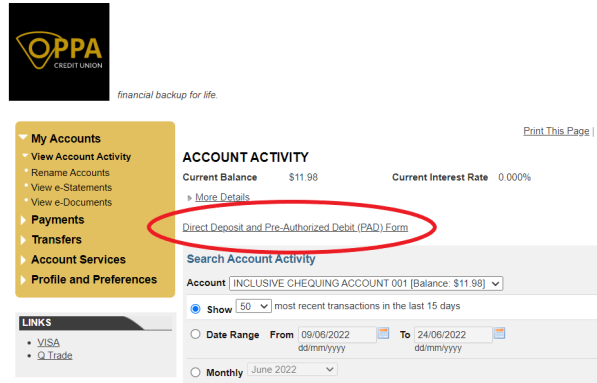 OPPA
CREDIT UNION
financial backup for life.
Print This Page |
My Accounts
View Account Activity
Rename Accounts
View e-Statements
View e-Documents
Payments
Transfers
Account Services
Profile and Preferences
LINKS
VISA
Q Trade
ACCOUNT ACTIVITY
Current Balance $11.98 Current Interest Rate 0.000%
More Details
Direct Deposit and Pre-Authorized Debit (PAD) Form
Search Account Activity
Account INCLUSIVE CHEQUING ACCOUNT 001 [Balance: $11.98]
Show 50 most recent transactions in the last 15 days
Date Range From 09/06/2022 To 24/06/2022
dd/mm/yyyy dd/mm/yyyy
Monthly June 2022